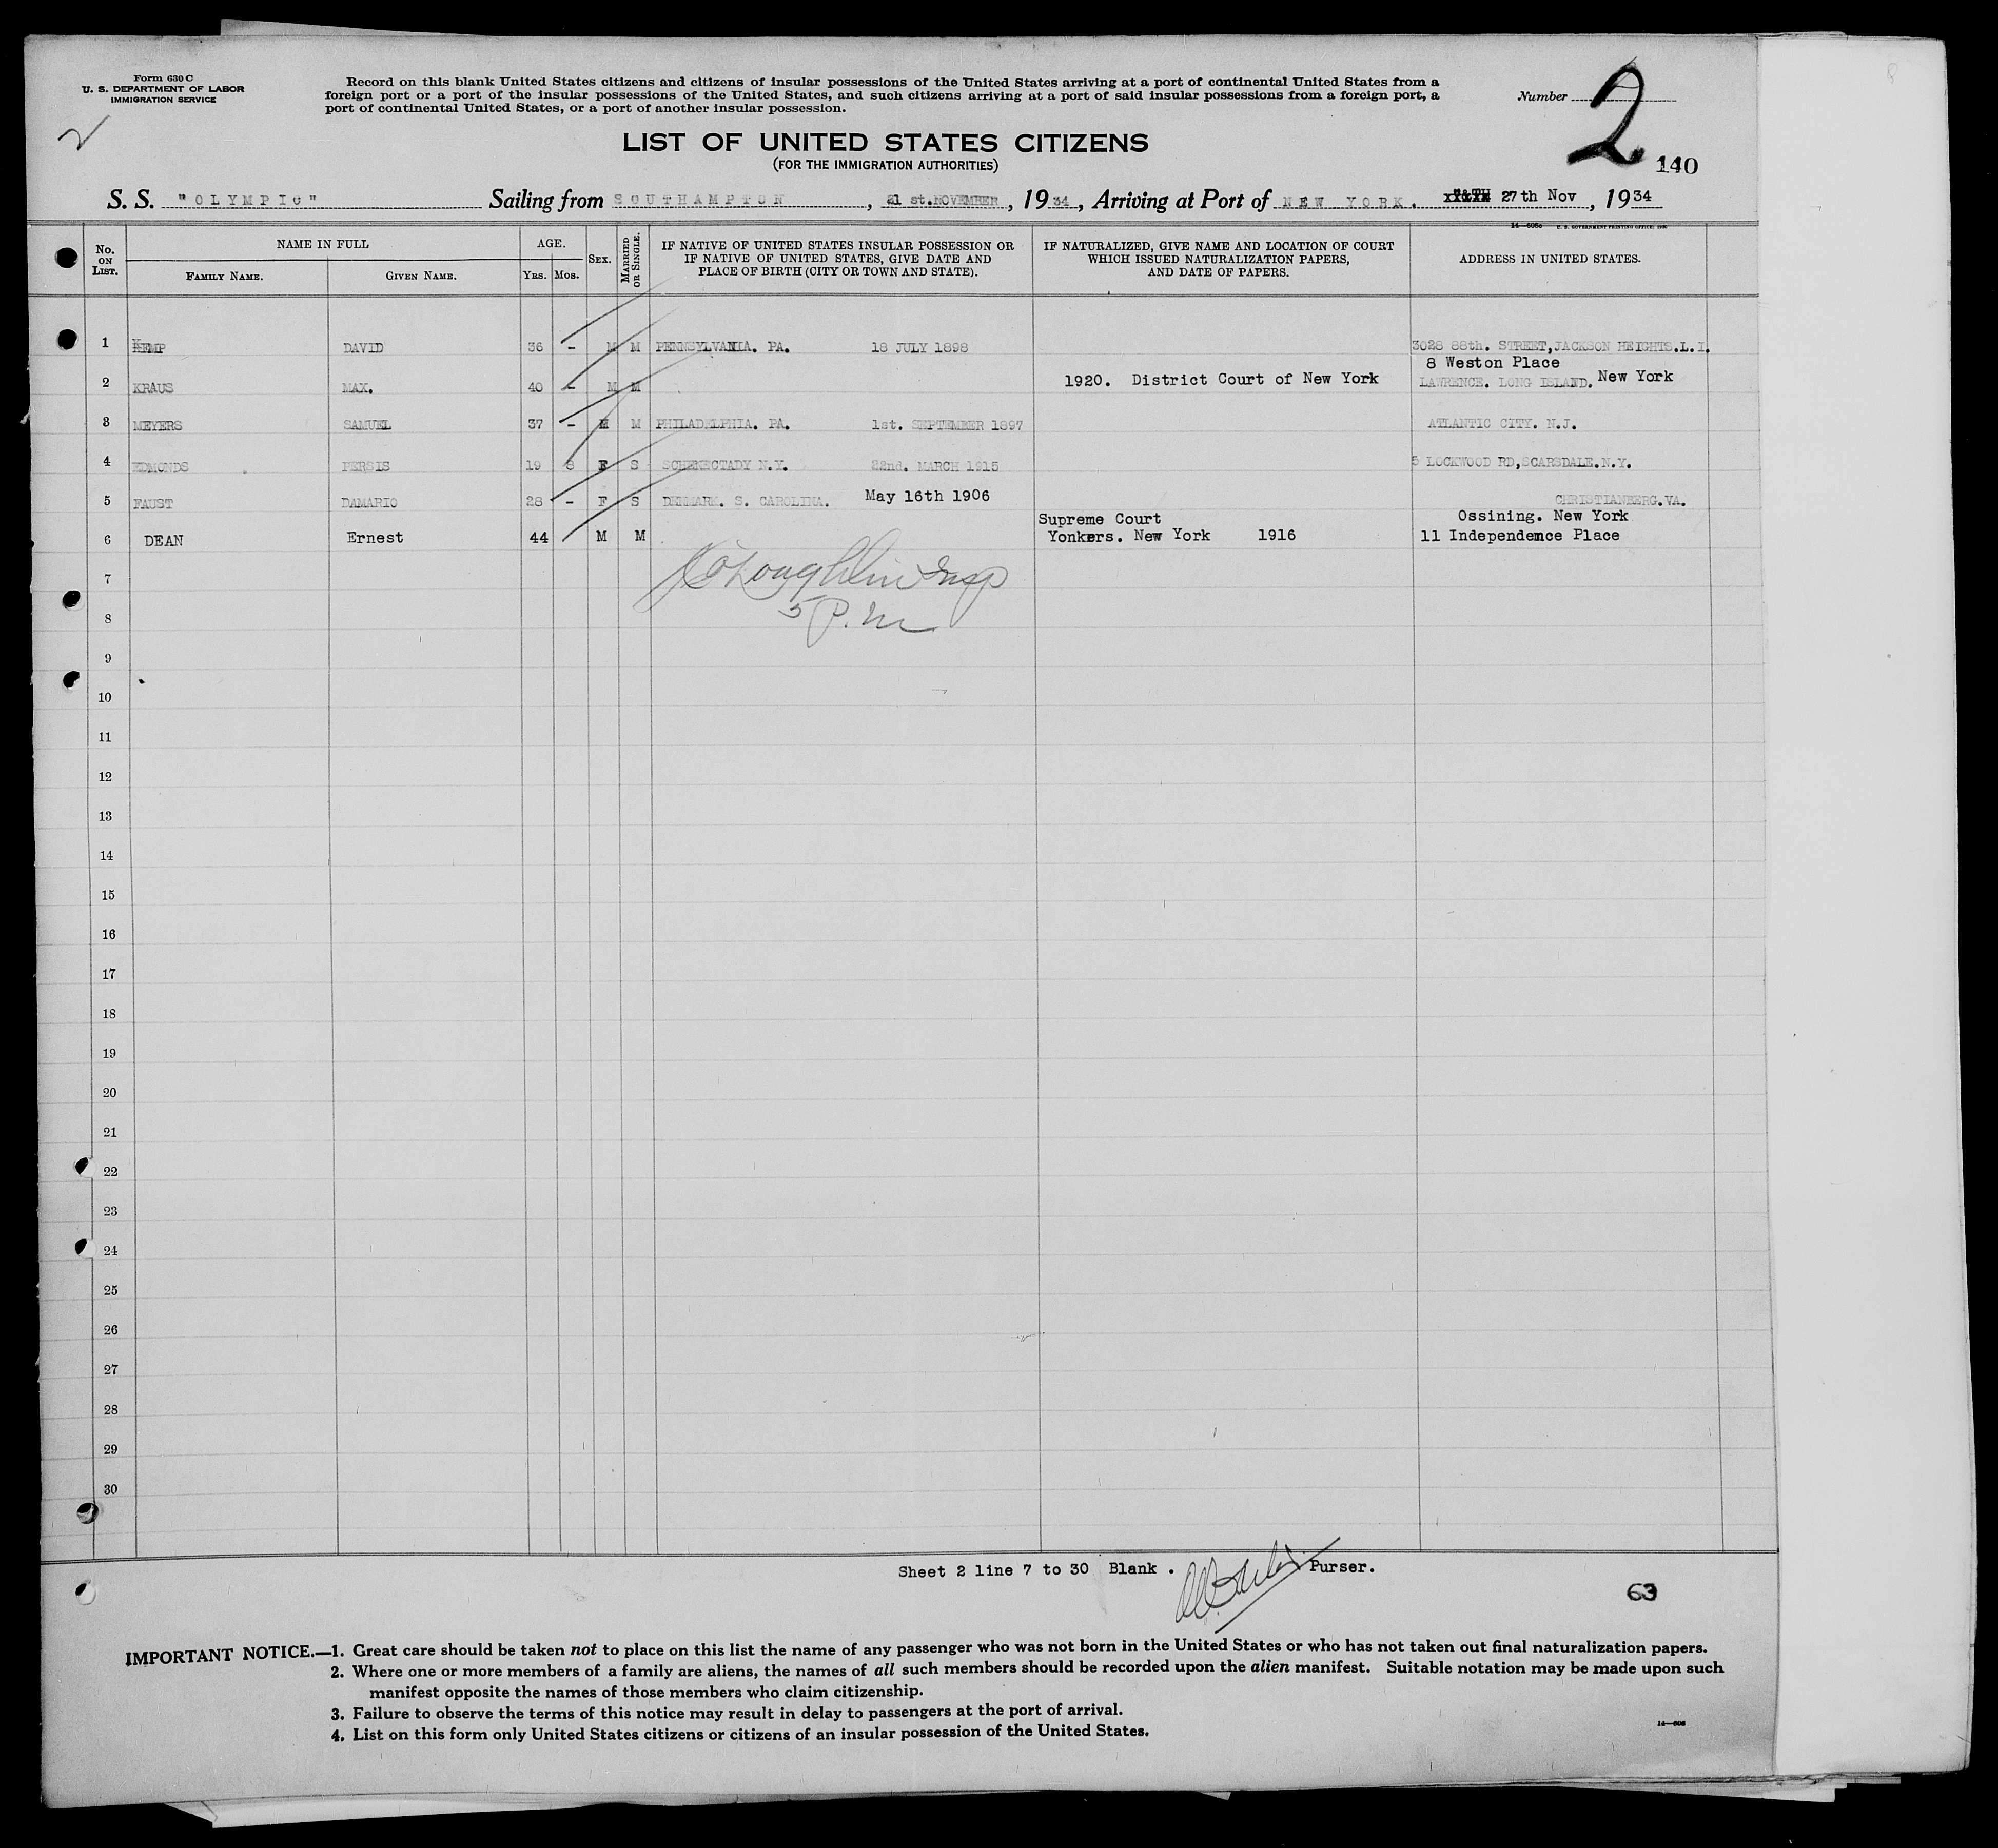 Form 630 C
U. S. DEPARTMENT OF LABOR
IMMIGRATION SERVICE
Record on this blank United States citizens and citizens of insular possessions of the United States arriving at a port of continental United States from a
foreign port or a port of the insular possessions of the United States, and such citizens arriving at a port of said insular possessions from a foreign port, a
port of continental United States, or a port of another insular possession.
Number 2
2
140
LIST OF UNITED STATES CITIZENS
(FOR THE IMMIGRATION AUTHORITIES)
S. S. "OLYMPIC" Sailing from SOUTHAMPTON, 21 st.NOVEMBER, 1934, Arriving at Port of NEW YORK. 27th Nov, 1934
14—608c U. S. GOVERNMENT PRINTING OFFICE: 1930
No. ON LIST. NAME IN FULL AGE. SEX. MARRIED OR SINGLE. IF NATIVE OF UNITED STATES INSULAR POSSESSION OR IF NATIVE OF UNITED STATES, GIVE DATE AND PLACE OF BIRTH (CITY OR TOWN AND STATE). IF NATURALIZED, GIVE NAME AND LOCATION OF COURT WHICH ISSUED NATURALIZATION PAPERS, AND DATE OF PAPERS. ADDRESS IN UNITED STATES.
FAMILY NAME. GIVEN NAME. YRS. MOS.
1 KEMP DAVID 36 – M M PENNSYLVANIA. PA. 18 JULY 1898 3028 88th. STREET,JACKSON HEIGHTS.L.I.
8 Weston Place
2 KRAUS MAX. 40 – M M 1920. District Court of New York LAWRENCE. LONG ISLAND. New York
3 MEYERS SAMUEL 37 – M M PHILADELPHIA. PA. 1st. SEPTEMBER 1897 ATLANTIC CITY. N.J.
4 EDMONDS PERSIS 19 8 F S SCHENECTADY N.Y. 22nd. MARCH 1915 5 LOCKWOOD RD,SCARSDALE.N.Y.
5 FAUST DAMARIO 28 – F S DENMARK. S. CAROLINA. May 16th 1906 CHRISTIANBERG.VA.
Supreme Court Ossining. New York
6 DEAN Ernest 44 M M Yonkers. New York 1916 11 Independence Place
7
5 P.M
8
9
10
11
12
13
14
15
16
17
18
19
20
21
22
23
24
25
26
27
28
29
30
Sheet 2 line 7 to 30 Blank . Purser.
63
IMPORTANT NOTICE.—1. Great care should be taken not to place on this list the name of any passenger who was not born in the United States or who has not taken out final naturalization papers.
2. Where one or more members of a family are aliens, the names of all such members should be recorded upon the alien manifest. Suitable notation may be made upon such
manifest opposite the names of those members who claim citizenship.
3. Failure to observe the terms of this notice may result in delay to passengers at the port of arrival.
4. List on this form only United States citizens or citizens of an insular possession of the United States.
14—608